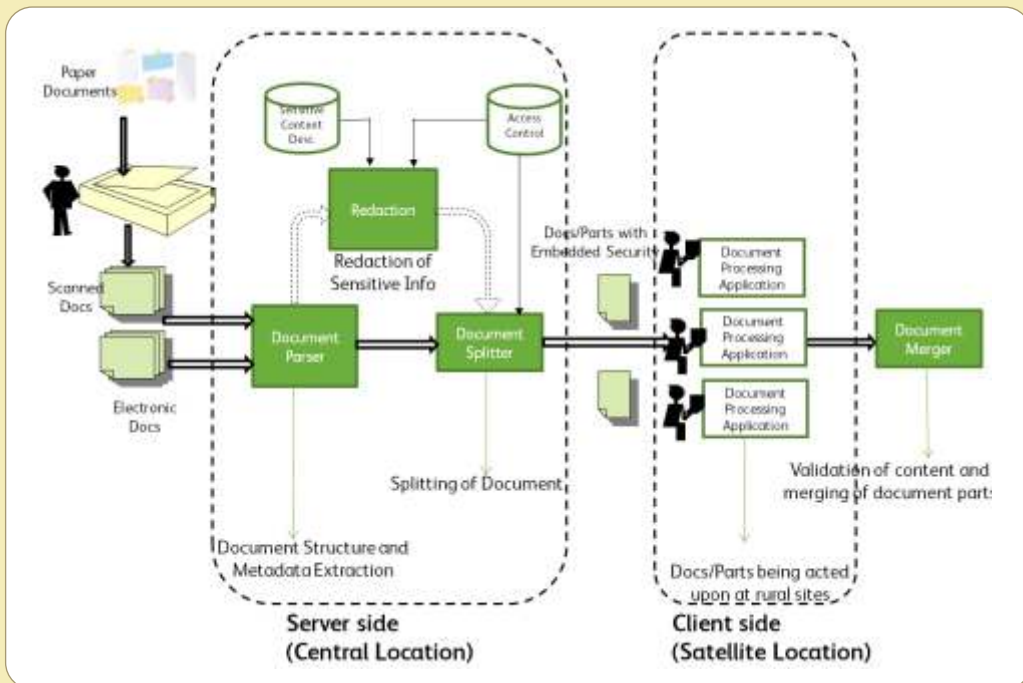 Paper
Documents
Sensitive
Content
Desc.
Access
Control
Redaction
Redaction of
Sensitive Info
Docs/Parts with
Embedded Security
Document
Processing
Application
Scanned
Docs
Document
Parser
Document
Splitter
Document
Processing
Application
Document
Merger
Electronic
Docs
Document
Processing
Application
Splitting of Document
Validation of content and
merging of document parts
Document Structure and
Metadata Extraction
Docs/Parts being acted
upon at rural sites
Server side
(Central Location)
Client side
(Satellite Location)